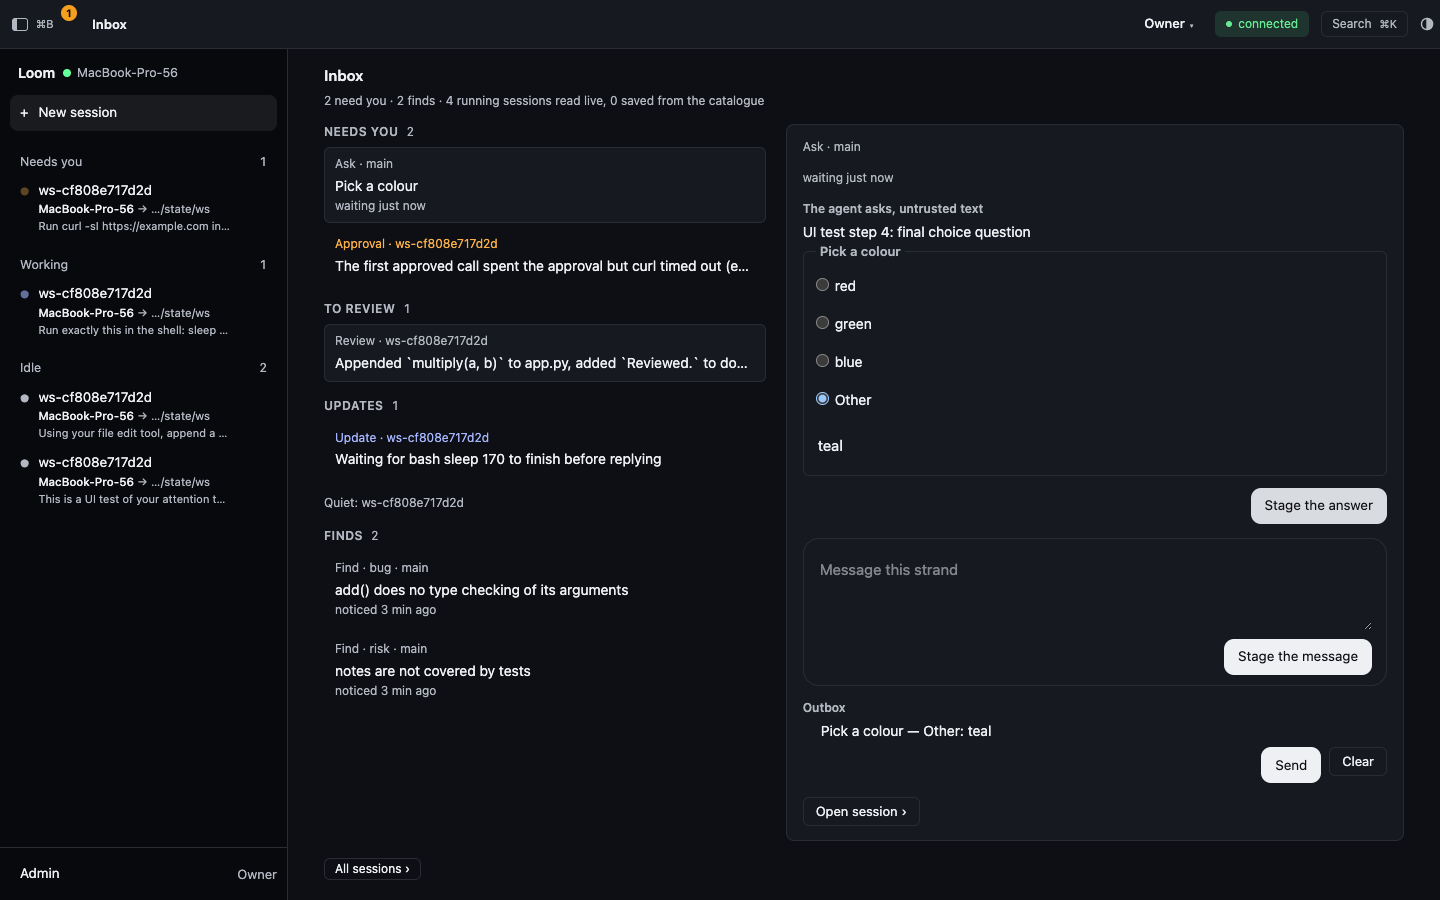 ⌘B
1
Inbox
Owner
connected
Search ⌘K
Loom MacBook-Pro-56
+ New session
Needs you 1
ws-cf808e717d2d
MacBook-Pro-56 → .../state/ws
Run curl -sI https://example.com in...
Working 1
ws-cf808e717d2d
MacBook-Pro-56 → .../state/ws
Run exactly this in the shell: sleep ...
Idle 2
ws-cf808e717d2d
MacBook-Pro-56 → .../state/ws
Using your file edit tool, append a ...
ws-cf808e717d2d
MacBook-Pro-56 → .../state/ws
This is a UI test of your attention t...
Admin Owner
Inbox
2 need you · 2 finds · 4 running sessions read live, 0 saved from the catalogue
NEEDS YOU 2
Ask · main
Pick a colour
waiting just now
Approval · ws-cf808e717d2d
The first approved call spent the approval but curl timed out (e...
TO REVIEW 1
Review · ws-cf808e717d2d
Appended `multiply(a, b)` to app.py, added `Reviewed.` to do...
UPDATES 1
Update · ws-cf808e717d2d
Waiting for bash sleep 170 to finish before replying
Quiet: ws-cf808e717d2d
FINDS 2
Find · bug · main
add() does no type checking of its arguments
noticed 3 min ago
Find · risk · main
notes are not covered by tests
noticed 3 min ago
All sessions ›
Ask · main
waiting just now
The agent asks, untrusted text
UI test step 4: final choice question
Pick a colour
red
green
blue
Other
teal
Stage the answer
Message this strand
Stage the message
Outbox
Pick a colour — Other: teal
Send
Clear
Open session ›